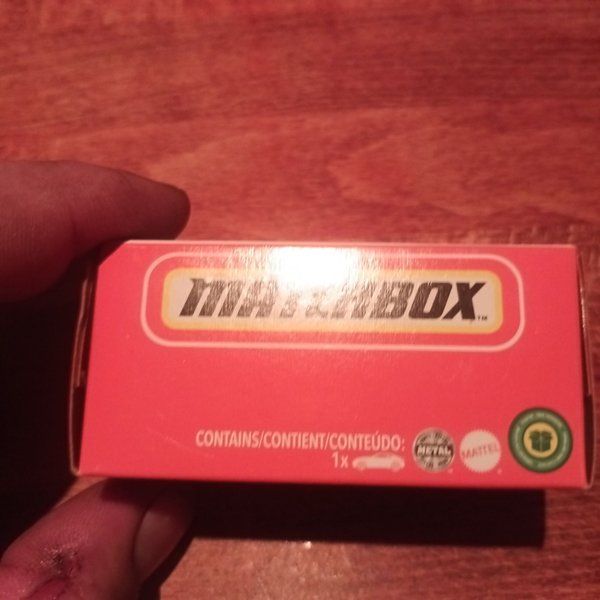 MATCHBOX™
CONTAINS/CONTIENT/CONTEÚDO:
1x
METAL
MATTEL